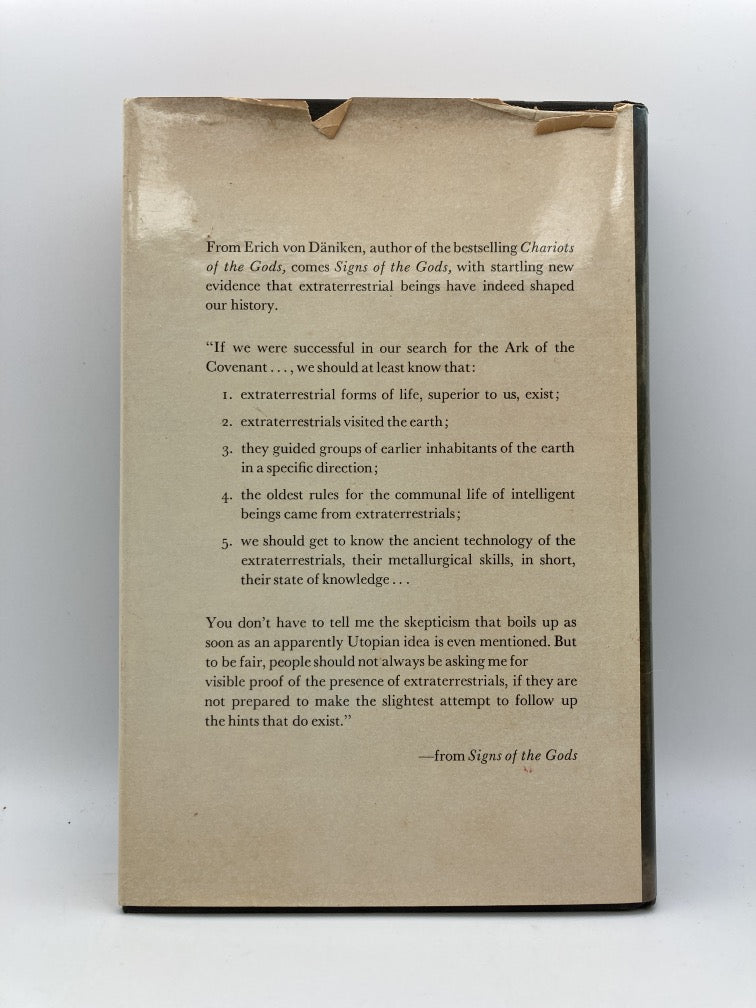 From Erich von Däniken, author of the bestselling Chariots
of the Gods, comes Signs of the Gods, with startling new
evidence that extraterrestrial beings have indeed shaped
our history.
“If we were successful in our search for the Ark of the
Covenant . . . , we should at least know that:
1. extraterrestrial forms of life, superior to us, exist;
2. extraterrestrials visited the earth;
3. they guided groups of earlier inhabitants of the earth
in a specific direction;
4. the oldest rules for the communal life of intelligent
beings came from extraterrestrials;
5. we should get to know the ancient technology of the
extraterrestrials, their metallurgical skills, in short,
their state of knowledge . . .
You don’t have to tell me the skepticism that boils up as
soon as an apparently Utopian idea is even mentioned. But
to be fair, people should not always be asking me for
visible proof of the presence of extraterrestrials, if they are
not prepared to make the slightest attempt to follow up
the hints that do exist.”
—from Signs of the Gods